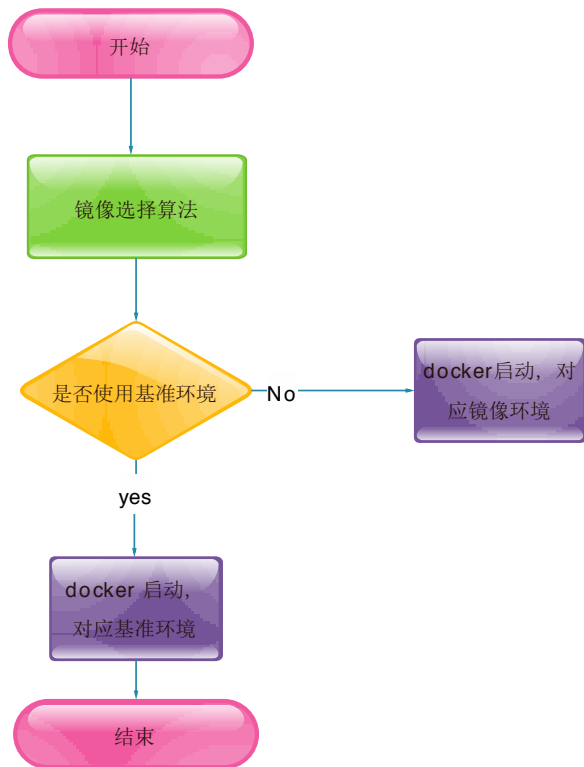 开始
镜像选择算法
是否使用基准环境
No
docker启动，对
应镜像环境
yes
docker 启动，
对应基准环境
结束